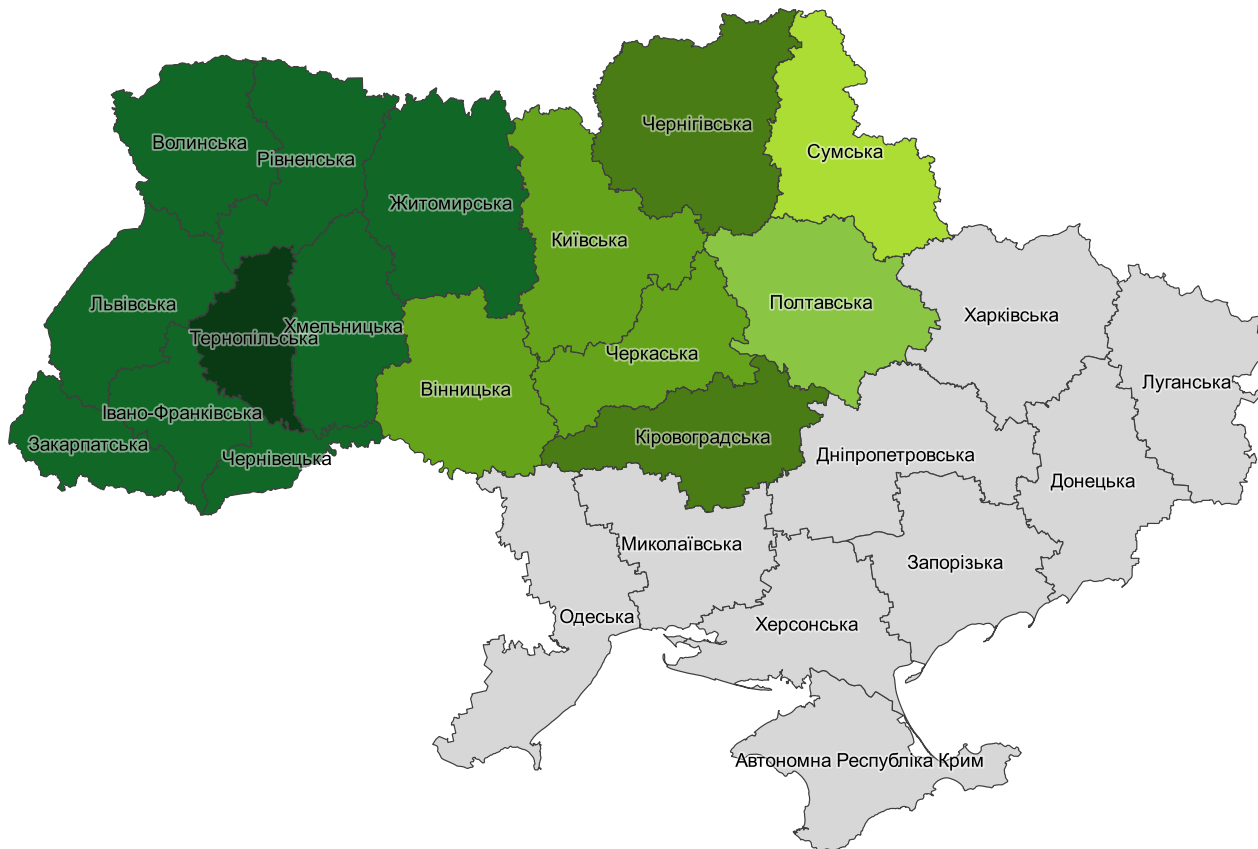 Чернігівська
Сумська
Волинська
Рівненська
Житомирська
Київська
Львівська
Тернопільська
Хмельницька
Полтавська
Харківська
Черкаська
Вінницька
Луганська
Івано-Франківська
Закарпатська
Чернівецька
Кіровоградська
Дніпропетровська
Донецька
Миколаївська
Запорізька
Одеська
Херсонська
Автономна Республіка Крим